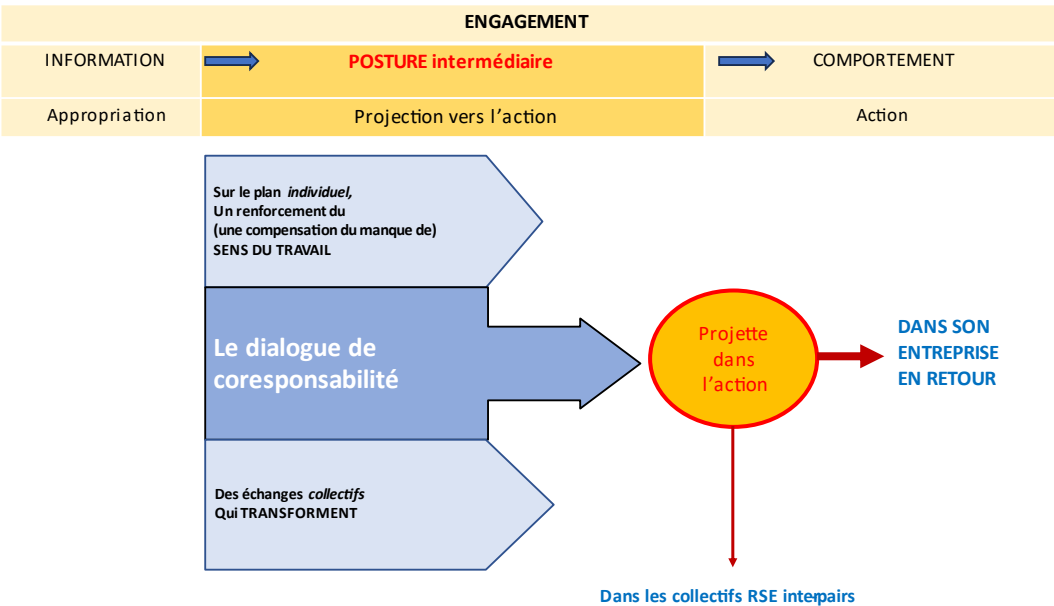 ENGAGEMENT
INFORMATION
POSTURE intermédiaire
COMPORTEMENT
Appropriation
Projection vers l'action
Action
Sur le plan individuel,
Un renforcement du
(une compensation du manque de)
SENS DU TRAVAIL
Le dialogue de
coresponsabilité
Projette
dans
l'action
DANS SON
ENTREPRISE
EN RETOUR
Des échanges collectifs
Qui TRANSFORMENT
Dans les collectifs RSE inter-pairs